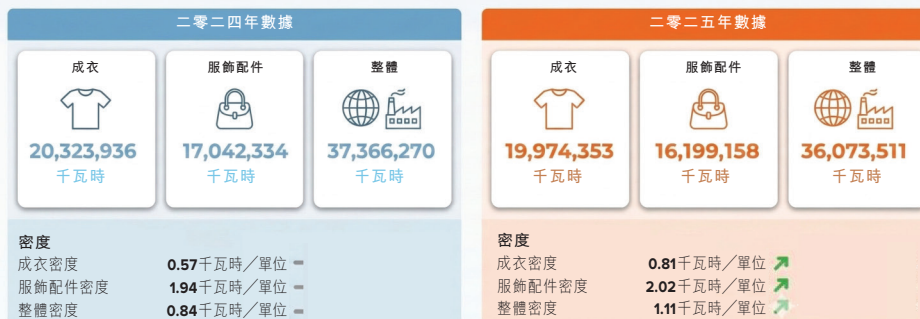 二零二四年數據
成衣
服飾配件
整體
20,323,936
17,042,334
37,366,270
千瓦時
千瓦時
千瓦時
密度
成衣密度 0.57千瓦時／單位
服飾配件密度 1.94千瓦時／單位
整體密度 0.84千瓦時／單位
二零二五年數據
成衣
服飾配件
整體
19,974,353
16,199,158
36,073,511
千瓦時
千瓦時
千瓦時
密度
成衣密度 0.81千瓦時／單位
服飾配件密度 2.02千瓦時／單位
整體密度 1.11千瓦時／單位